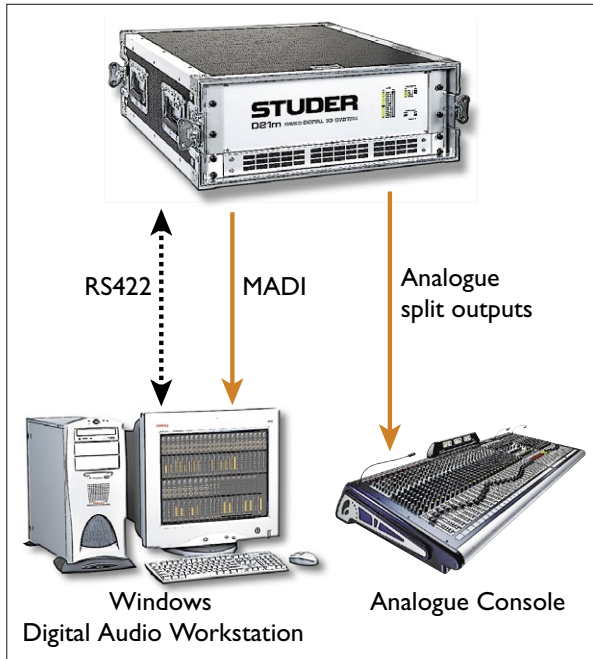 STUDER
D21m
RS422
MADI
Analogue
split outputs
Windows
Digital Audio Workstation
Analogue Console